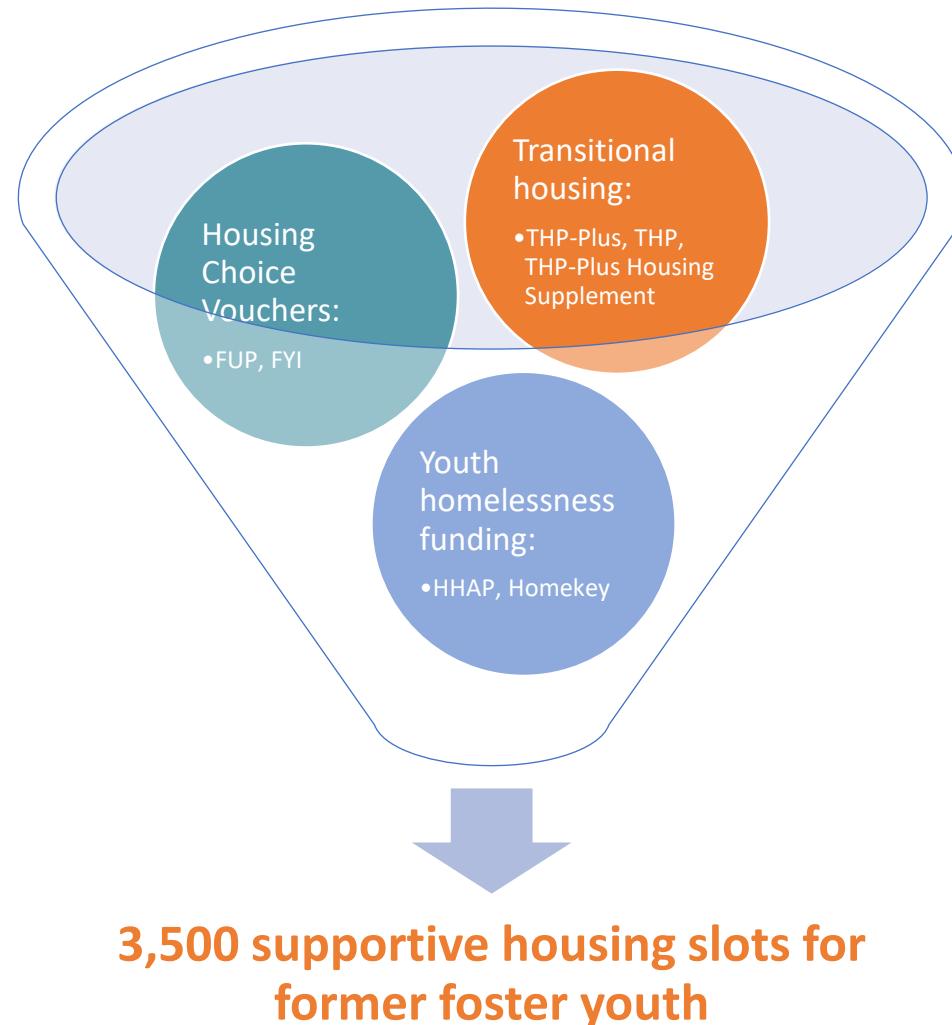 Transitional
housing:
•THP-Plus, THP,
THP-Plus Housing
Supplement
Housing
Choice
Vouchers:
•FUP, FYI
Youth
homelessness
funding:
•HHAP, Homekey
3,500 supportive housing slots for
former foster youth